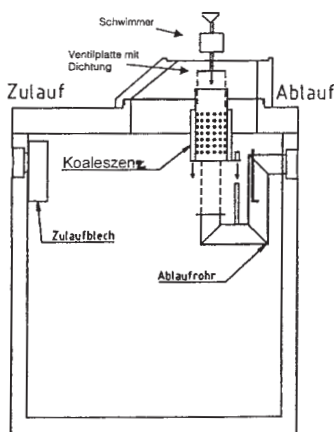 Schwimmer
Ventilplatte mit
Dichtung
Zulauf
Ablauf
Koaleszenz
Zulaufblech
Ablaufrohr